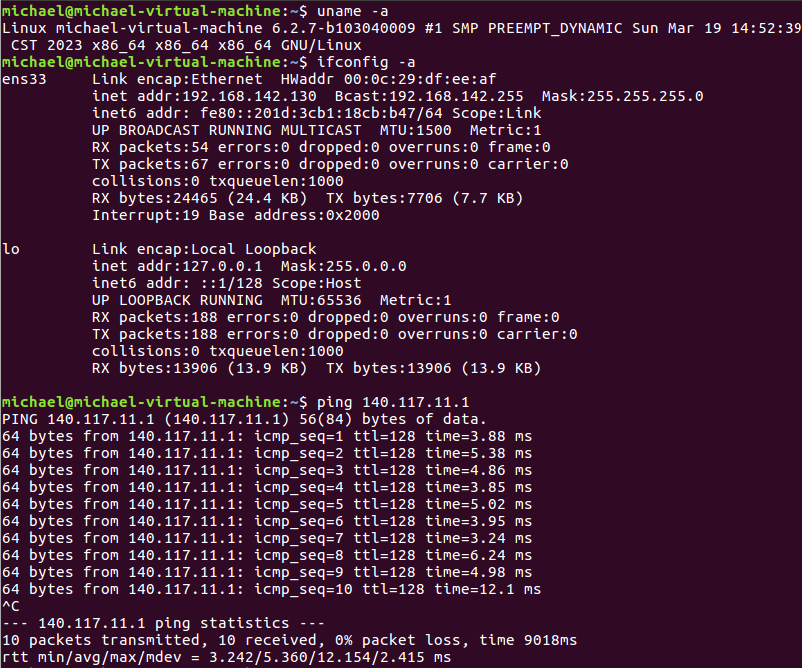 michael@michael-virtual-machine:~$ uname -a
Linux michael-virtual-machine 6.2.7-b103040009 #1 SMP PREEMPT_DYNAMIC Sun Mar 19 14:52:39
 CST 2023 x86_64 x86_64 x86_64 GNU/Linux
michael@michael-virtual-machine:~$ ifconfig -a
ens33     Link encap:Ethernet  HWaddr 00:0c:29:df:ee:af
          inet addr:192.168.142.130  Bcast:192.168.142.255  Mask:255.255.255.0
          inet6 addr: fe80::201d:3cb1:18cb:b47/64 Scope:Link
          UP BROADCAST RUNNING MULTICAST  MTU:1500  Metric:1
          RX packets:54 errors:0 dropped:0 overruns:0 frame:0
          TX packets:67 errors:0 dropped:0 overruns:0 carrier:0
          collisions:0 txqueuelen:1000
          RX bytes:24465 (24.4 KB)  TX bytes:7706 (7.7 KB)
          Interrupt:19 Base address:0x2000
lo        Link encap:Local Loopback
          inet addr:127.0.0.1  Mask:255.0.0.0
          inet6 addr: ::1/128 Scope:Host
          UP LOOPBACK RUNNING  MTU:65536  Metric:1
          RX packets:188 errors:0 dropped:0 overruns:0 frame:0
          TX packets:188 errors:0 dropped:0 overruns:0 carrier:0
          collisions:0 txqueuelen:1000
          RX bytes:13906 (13.9 KB)  TX bytes:13906 (13.9 KB)
michael@michael-virtual-machine:~$ ping 140.117.11.1
PING 140.117.11.1 (140.117.11.1) 56(84) bytes of data.
64 bytes from 140.117.11.1: icmp_seq=1 ttl=128 time=3.88 ms
64 bytes from 140.117.11.1: icmp_seq=2 ttl=128 time=5.38 ms
64 bytes from 140.117.11.1: icmp_seq=3 ttl=128 time=4.86 ms
64 bytes from 140.117.11.1: icmp_seq=4 ttl=128 time=3.85 ms
64 bytes from 140.117.11.1: icmp_seq=5 ttl=128 time=5.02 ms
64 bytes from 140.117.11.1: icmp_seq=6 ttl=128 time=3.95 ms
64 bytes from 140.117.11.1: icmp_seq=7 ttl=128 time=3.24 ms
64 bytes from 140.117.11.1: icmp_seq=8 ttl=128 time=6.24 ms
64 bytes from 140.117.11.1: icmp_seq=9 ttl=128 time=4.98 ms
64 bytes from 140.117.11.1: icmp_seq=10 ttl=128 time=12.1 ms
^C
--- 140.117.11.1 ping statistics ---
10 packets transmitted, 10 received, 0% packet loss, time 9018ms
rtt min/avg/max/mdev = 3.242/5.360/12.154/2.415 ms